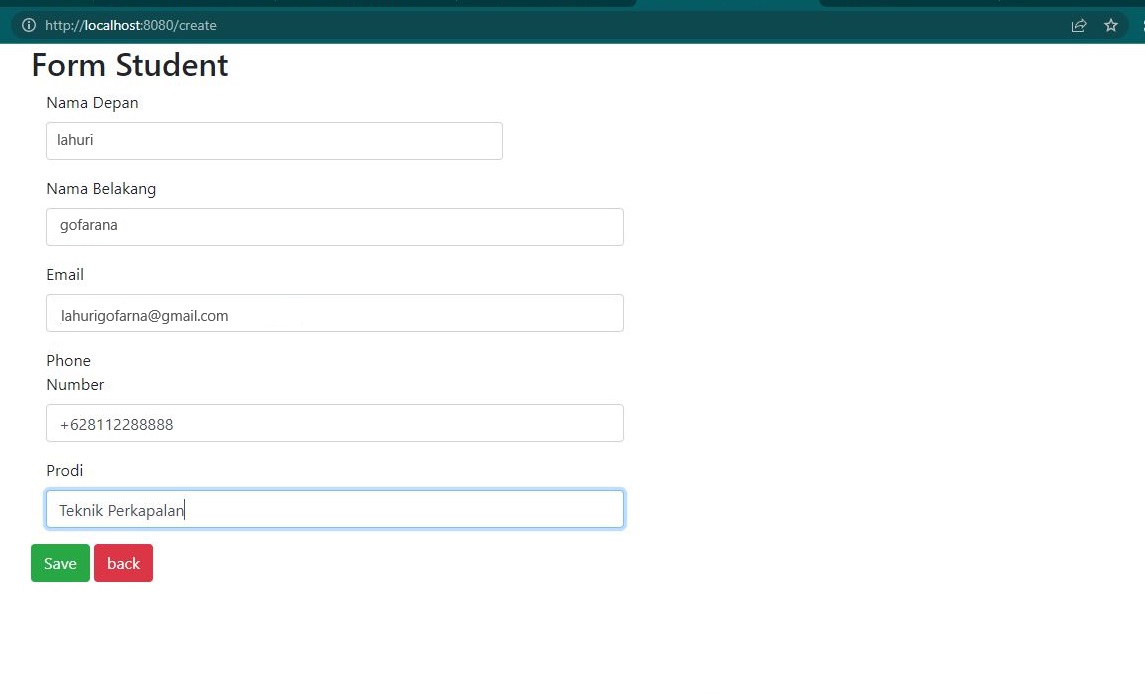 http://localhost:8080/create
Form Student
Nama Depan
lahuri
Nama Belakang
gofarana
Email
lahurigofarna@gmail.com
Phone
Number
+628112288888
Prodi
Teknik Perkapalan
Save back